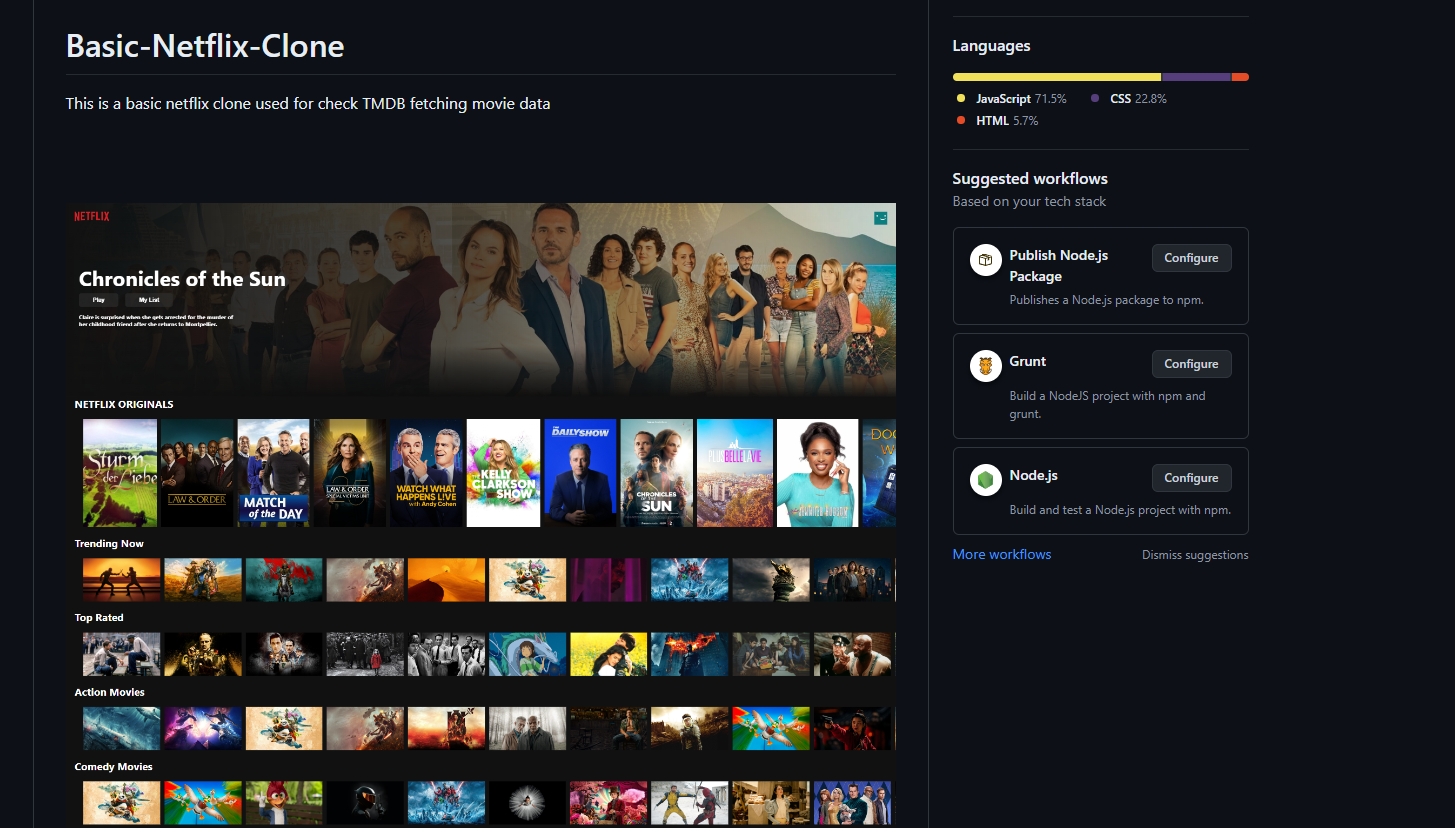 Basic-Netflix-Clone
This is a basic netflix clone used for check TMDB fetching movie data
NETFLIX
Chronicles of the Sun
Play
My List
Claire is surprised when she gets arrested for the murder of
her childhood friend after she returns to Montpellier.
NETFLIX ORIGINALS
Sturm
der Liebe
LAW & ORDER
MATCH
of the DAY
LAW & ORDER
SPECIAL VICTIMS UNIT
WATCH WHAT
HAPPENS L!VE
with Andy Cohen
THE
KELLY
CLARKSON
SHOW
THE
DAILY SHOW
CHRONICLES
OF THE
SUN
PLUS
BELLE LA VIE
DOC
W
Trending Now
Top Rated
Action Movies
Comedy Movies
Languages
JavaScript 71.5%
CSS 22.8%
HTML 5.7%
Suggested workflows
Based on your tech stack
Publish Node.js
Package
Configure
Publishes a Node.js package to npm.
Grunt
Configure
Build a NodeJS project with npm and
grunt.
Node.js
Configure
Build and test a Node.js project with npm.
More workflows
Dismiss suggestions